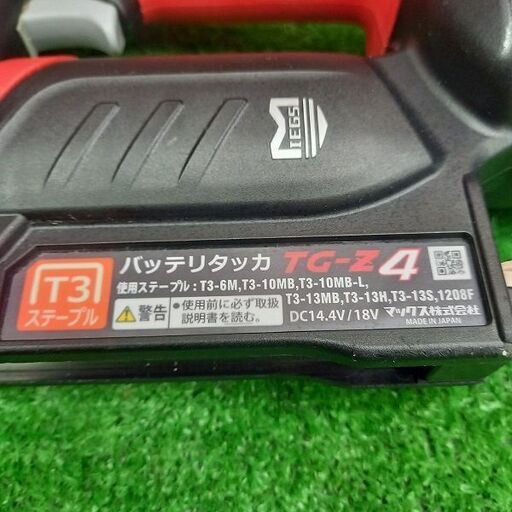 MIEGS
T3
ステープル
バッテリタッカ TG-Z4
使用ステープル：T3-6M,T3-10MB,T3-10MB-L,
T3-13MB,T3-13H,T3-13S,1208F
⚠警告
●使用前に必ず取扱
説明書を読む。
DC14.4V/18V マックス株式会社
MADE IN JAPAN